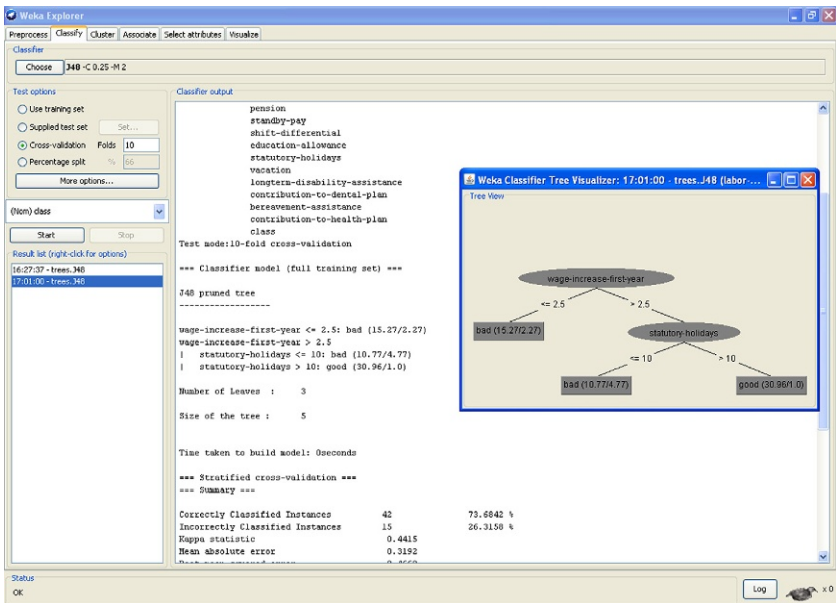 Weka Explorer
Preprocess Classify Cluster Associate Select attributes Visualize
Classifier
Choose J48 -C 0.25 -M 2
Test options
Use training set
Supplied test set Set...
Cross-validation Folds 10
Percentage split % 66
More options...
(Nom) class
Start Stop
Result list (right-click for options)
16:27:37 - trees.J48
17:01:00 - trees.J48
Classifier output
pension
standby-pay
shift-differential
education-allowance
statutory-holidays
vacation
longterm-disability-assistance
contribution-to-dental-plan
bereavement-assistance
contribution-to-health-plan
class
Test mode:10-fold cross-validation
=== Classifier model (full training set) ===
J48 pruned tree
------------------
wage-increase-first-year <= 2.5: bad (15.27/2.27)
wage-increase-first-year > 2.5
|   statutory-holidays <= 10: bad (10.77/4.77)
|   statutory-holidays > 10: good (30.96/1.0)
Number of Leaves : 3
Size of the tree : 5
Time taken to build model: 0seconds
=== Stratified cross-validation ===
=== Summary ===
Correctly Classified Instances 42 73.6842 %
Incorrectly Classified Instances 15 26.3158 %
Kappa statistic 0.4415
Mean absolute error 0.3192
Weka Classifier Tree Visualizer: 17:01:00 - trees.J48 (labor-...
Tree View
wage-increase-first-year
<= 2.5 > 2.5
bad (15.27/2.27) statutory-holidays
<= 10 > 10
bad (10.77/4.77) good (30.96/1.0)
Status
OK
Log
x 0